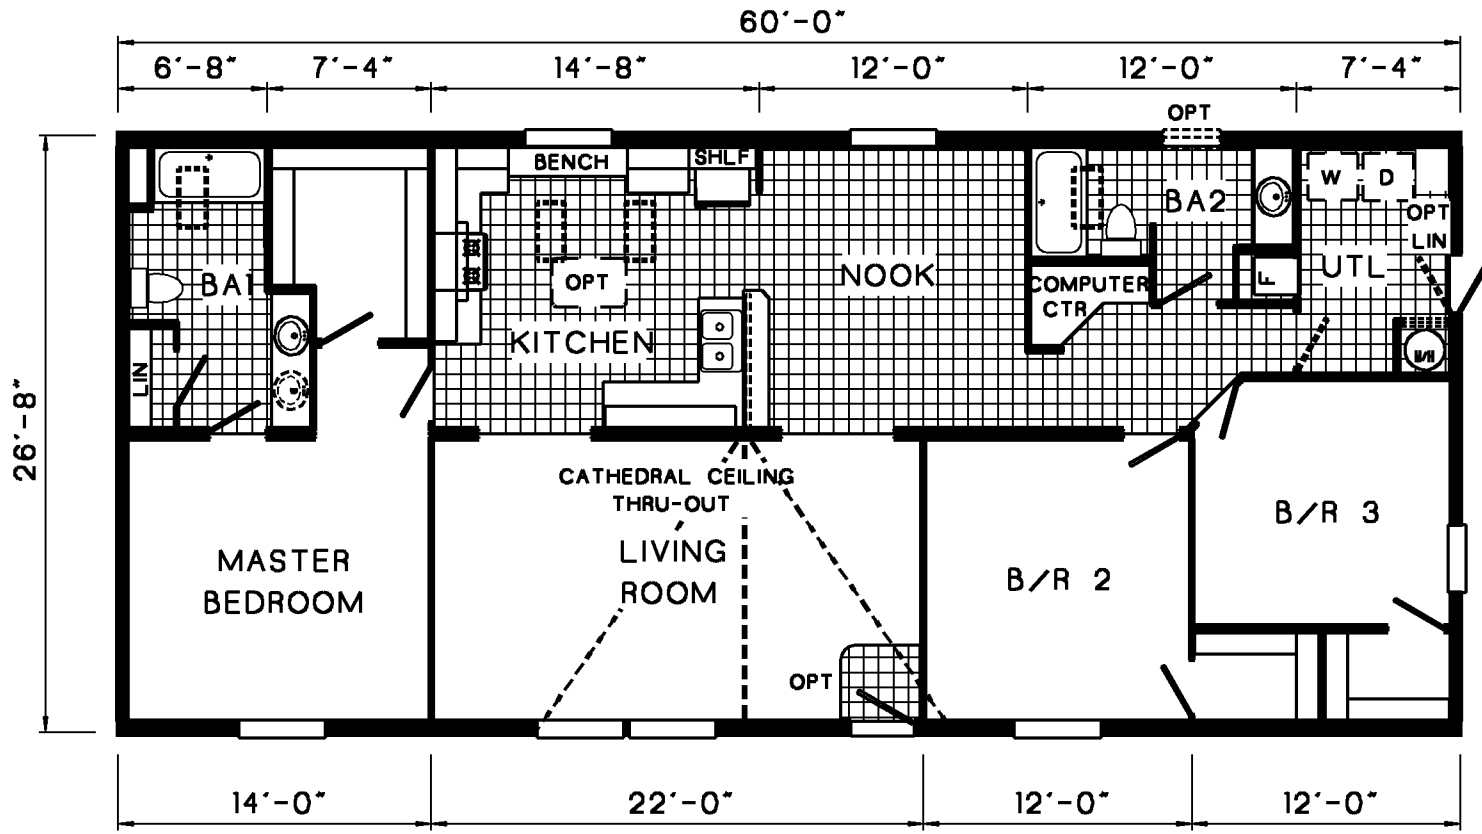 60'-0"
6'-8" 7'-4" 14'-8" 12'-0" 12'-0" 7'-4"
OPT
BENCH SHLF
W D
BA2
OPT
LIN
BA1 OPT NOOK COMPUTER F UTL
CTR
KITCHEN
W/H
LIN
26'-8"
CATHEDRAL CEILING
THRU-OUT
B/R 3
MASTER
BEDROOM
LIVING
ROOM
B/R 2
OPT
14'-0" 22'-0" 12'-0" 12'-0"